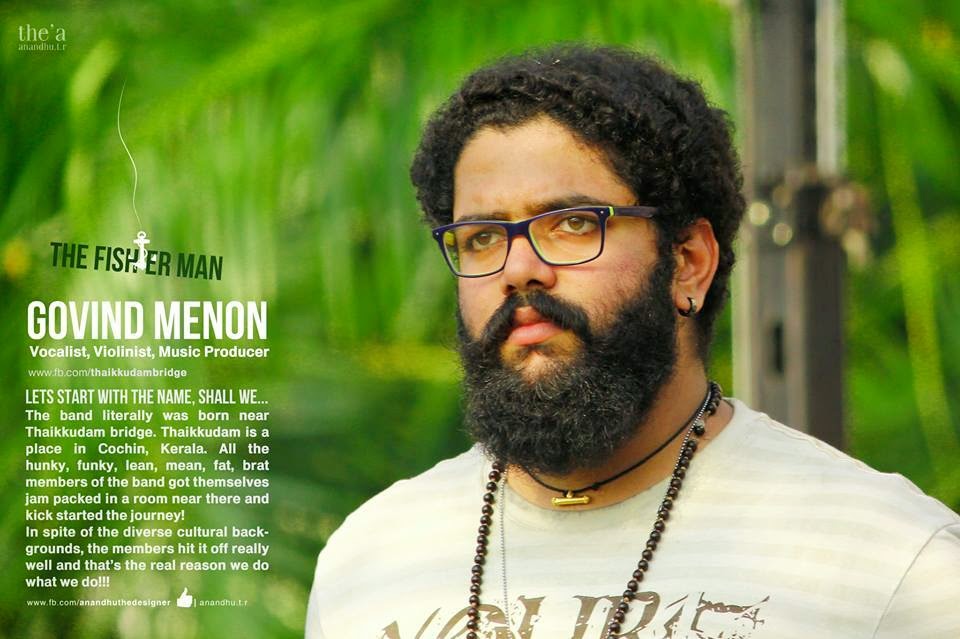 the'a
anandhu.t.r
THE FISHER MAN
GOVIND MENON
Vocalist, Violinist, Music Producer
www.fb.com/thaikkudambridge
LETS START WITH THE NAME, SHALL WE...
The band literally was born near
Thaikkudam bridge. Thaikkudam is a
place in Cochin, Kerala. All the
hunky, funky, lean, mean, fat, brat
members of the band got themselves
jam packed in a room near there and
kick started the journey!
In spite of the diverse cultural back-
grounds, the members hit it off really
well and that's the real reason we do
what we do!!!
www.fb.com/anandhuthedesigner | anandhu.t.r